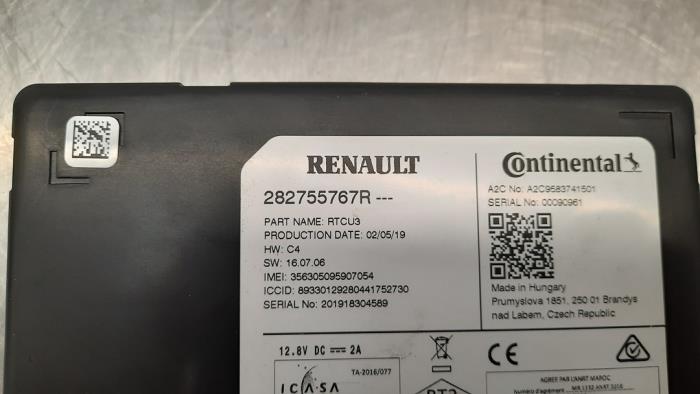 RENAULT
282755767R ---
PART NAME: RTCU3
PRODUCTION DATE: 02/05/19
HW: C4
SW: 16.07.06
IMEI: 356305095907054
ICCID: 89330129280441752730
SERIAL No: 201918304589
Continental
A2C No: A2C9583741501
SERIAL No: 00090961
Made in Hungary
Prumyslova 1851, 250 01 Brandys
nad Labem, Czech Republic
12.8V DC 2A
CE
TA-2016/077
ICASA
AGREE PAR L'ANRT MAROC
Numéro d'agrément